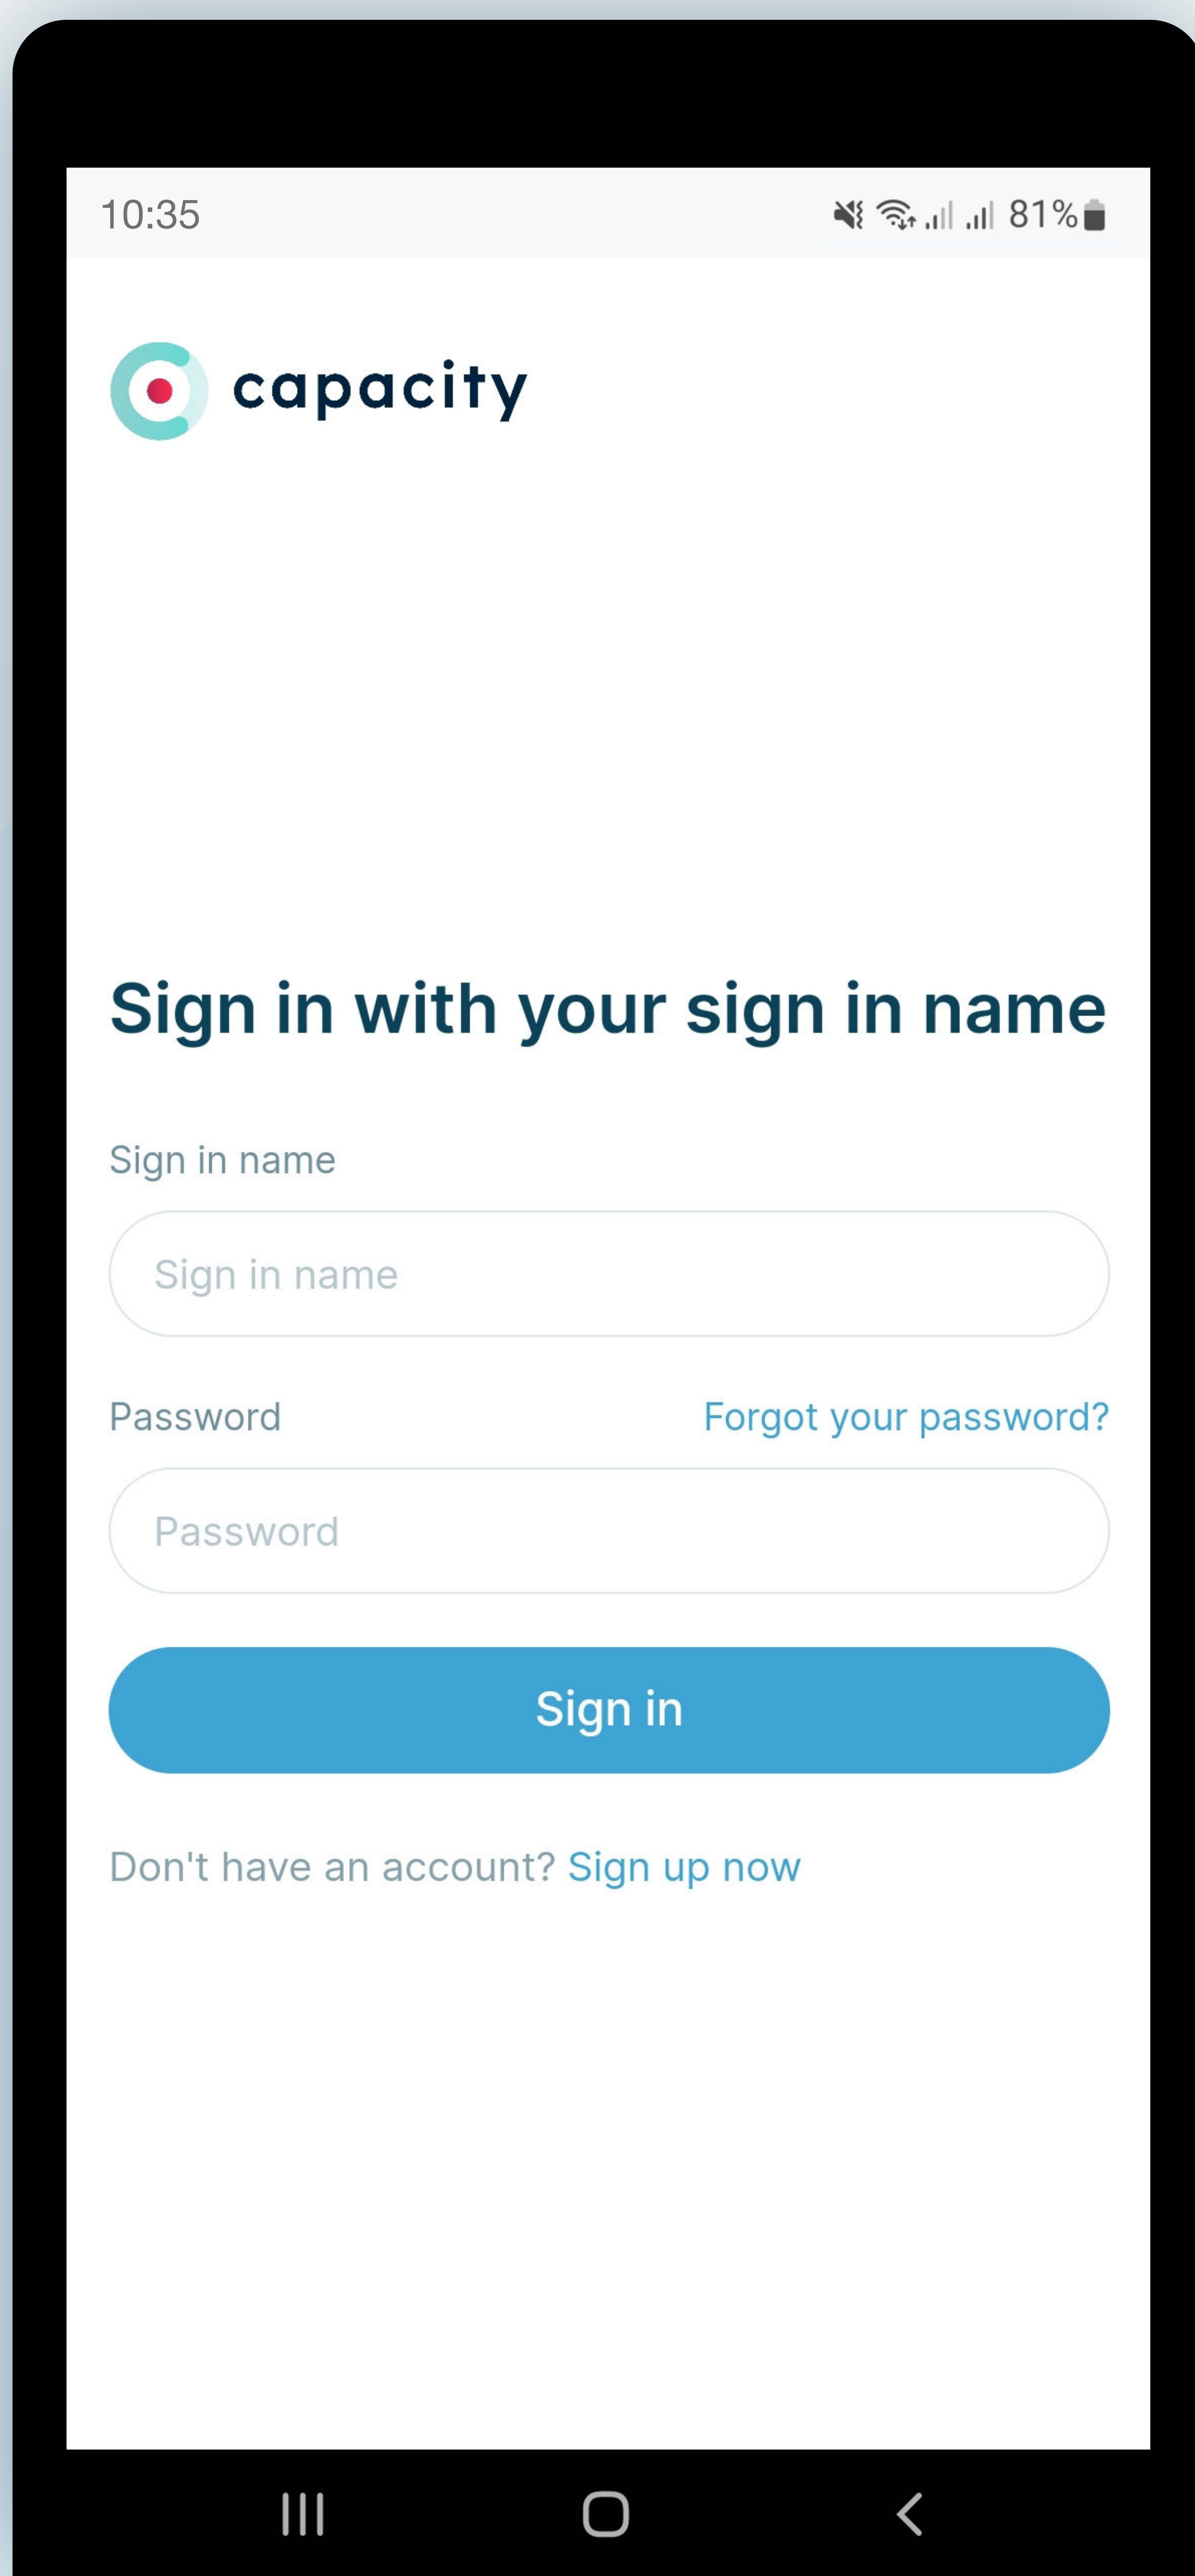 10:35 81%
capacity
Sign in with your sign in name
Sign in name
Sign in name
Password Forgot your password?
Password
Sign in
Don't have an account? Sign up now